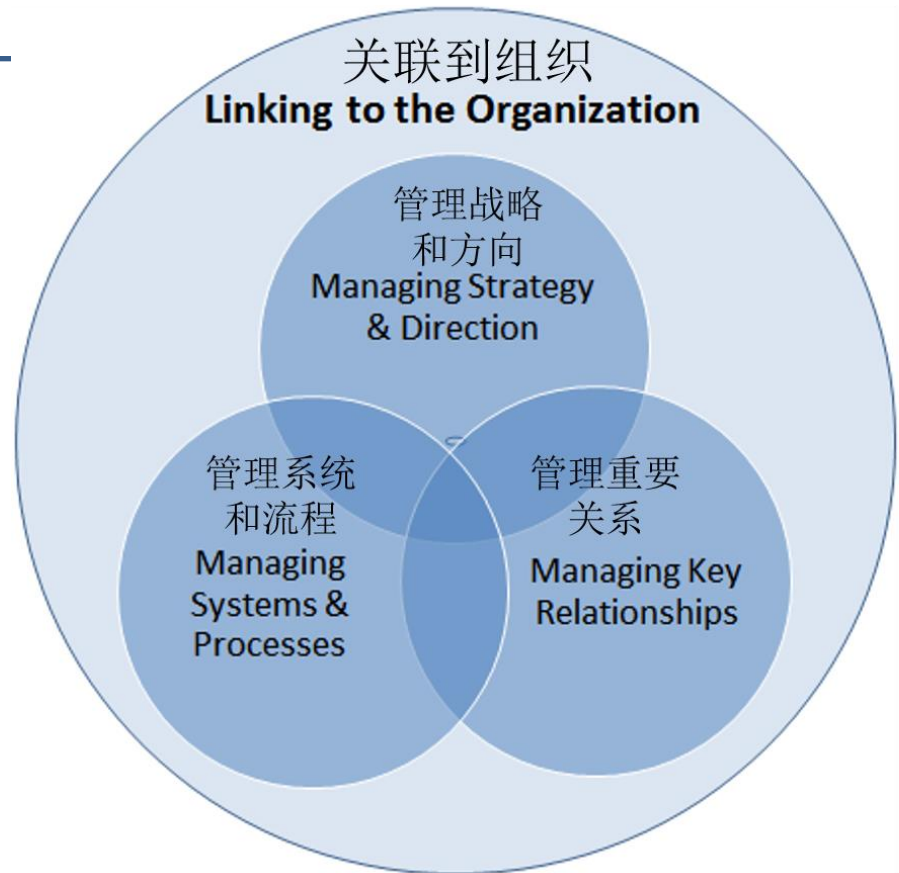 关联到组织
Linking to the Organization
管理战略
和方向
Managing Strategy
& Direction
管理系统
和流程
Managing
Systems &
Processes
管理重要
关系
Managing Key
Relationships